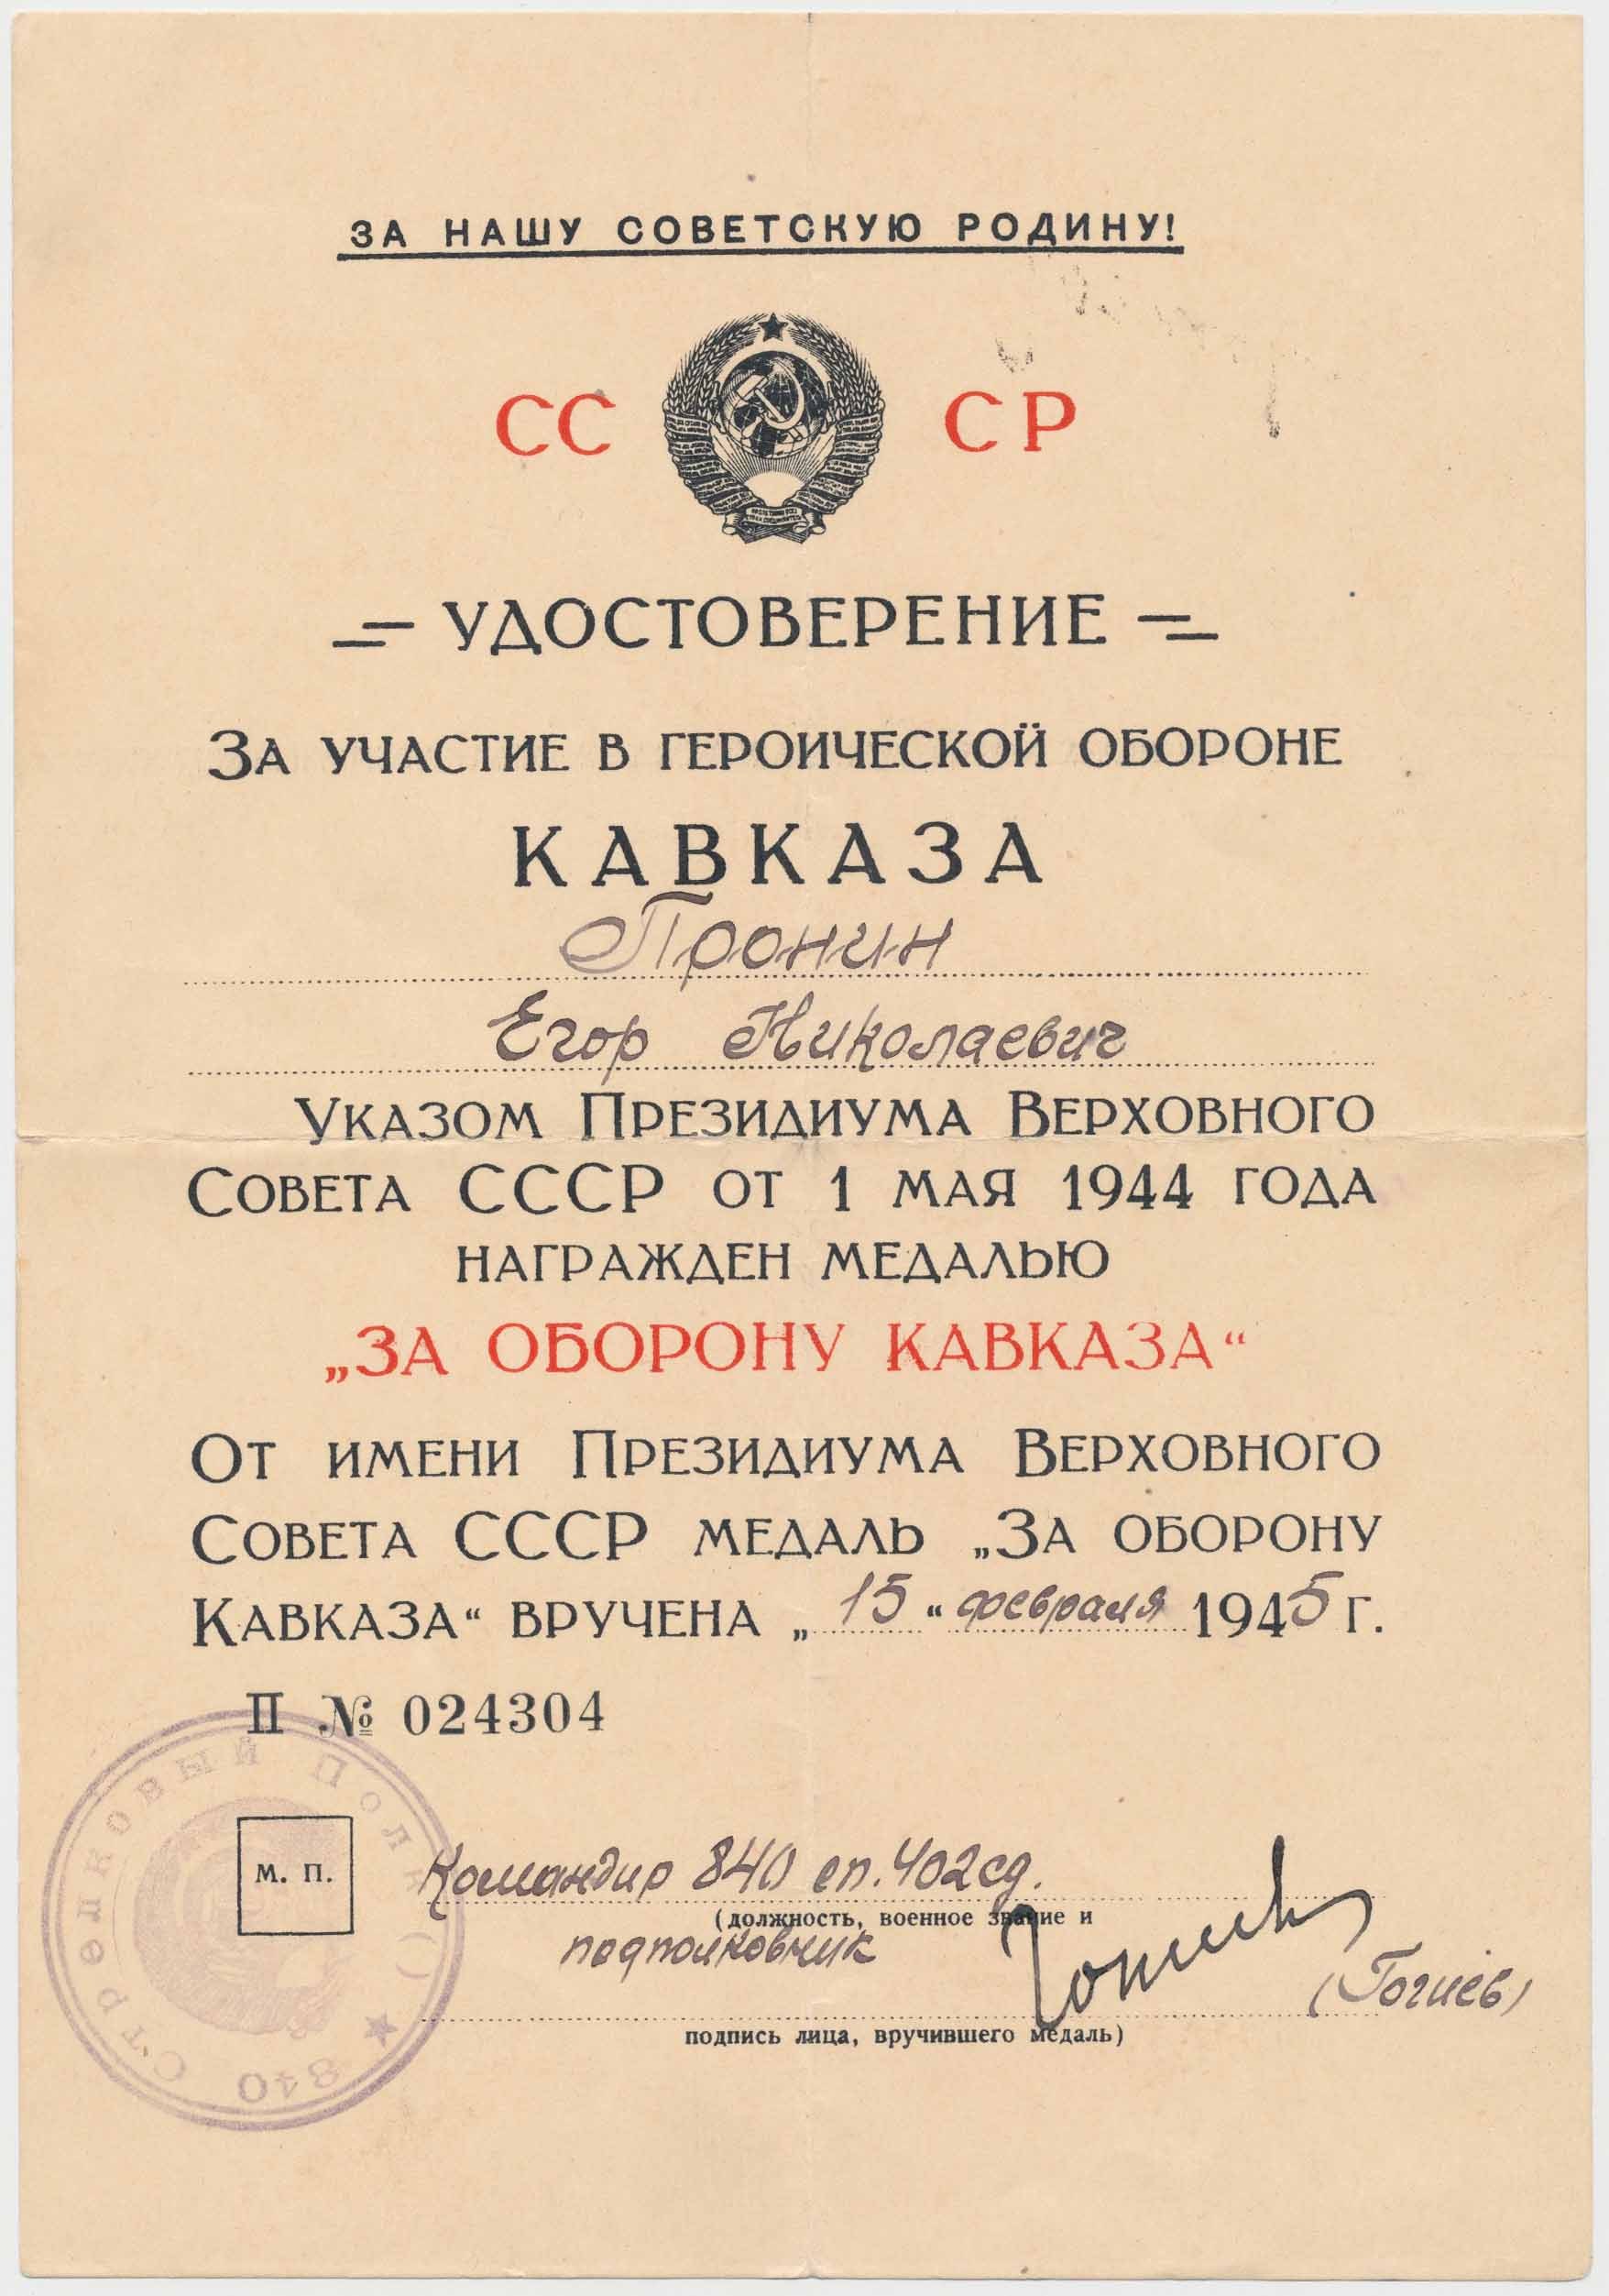 ЗА НАШУ СОВЕТСКУЮ РОДИНУ!
СС СР
УДОСТОВЕРЕНИЕ
ЗА УЧАСТИЕ В ГЕРОИЧЕСКОЙ ОБОРОНЕ
КАВКАЗА
Пронин
Егор Николаевич
УКАЗОМ ПРЕЗИДИУМА ВЕРХОВНОГО
СОВЕТА СССР ОТ 1 МАЯ 1944 ГОДА
НАГРАЖДЕН МЕДАЛЬЮ
„ЗА ОБОРОНУ КАВКАЗА“
ОТ ИМЕНИ ПРЕЗИДИУМА ВЕРХОВНОГО
СОВЕТА СССР МЕДАЛЬ „ЗА ОБОРОНУ
КАВКАЗА“ ВРУЧЕНА „15“ февраля 1945 Г.
II № 024304
М. П.
840 Стрелковый Полк
Командир 840 сп. 402 сд.
(должность, военное звание и
подполковник
(Гогиев)
подпись лица, вручившего медаль)